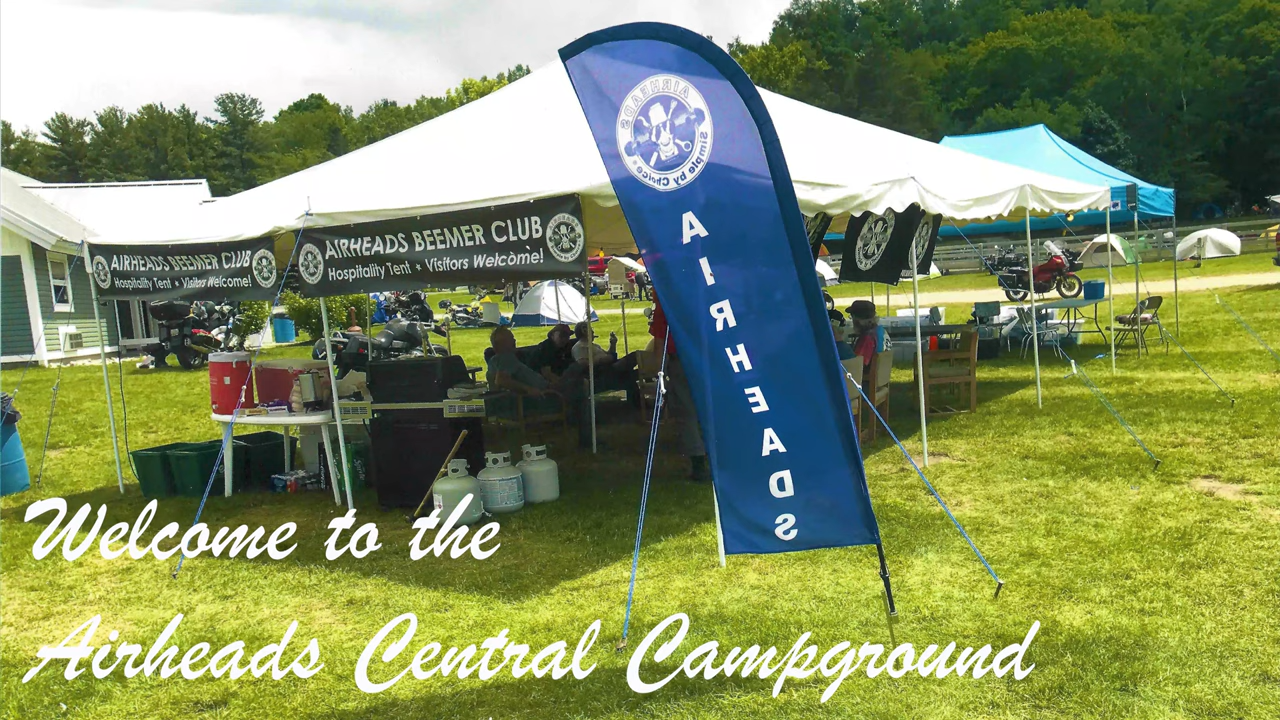 AIRHEADS
Simple by Choice
AIRHEADS
AIRHEADS BEEMER CLUB
Hospitality Tent * Visitors Welcome!
AIRHEADS BEEMER CLUB
Hospitality Tent * Visitors Welcome!
Welcome to the
Airheads Central Campground